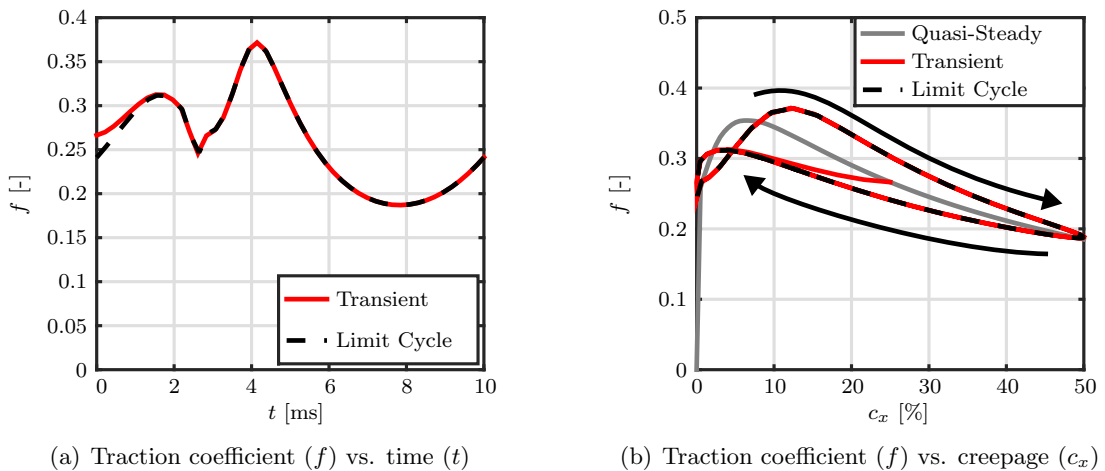 0.4
0.35
0.3
0.25
0.2
0.15
0.1
0.05
0
f [-]
0 2 4 6 8 10
t [ms]
Transient
Limit Cycle
(a) Traction coefficient (f) vs. time (t)
0.5
0.4
0.3
0.2
0.1
0
f [-]
0 10 20 30 40 50
c_x [%]
Quasi-Steady
Transient
Limit Cycle
(b) Traction coefficient (f) vs. creepage (c_x)